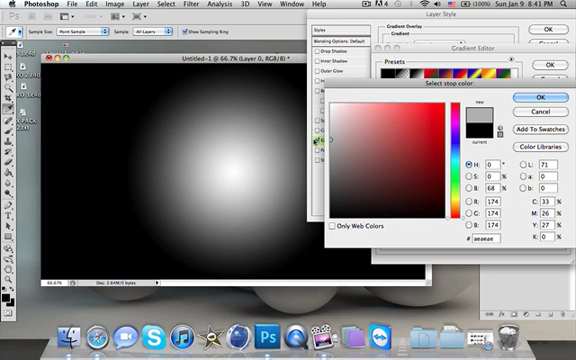 Photoshop File Edit Image Layer Select Filter Analysis 3D View Window Help
4 (100%) Sun Jan 9 8:41 PM
Sample: Point Sample Sample: All Layers Show Sampling Ring
Layer Style
Styles
Blending Options: Default
Drop Shadow
Inner Shadow
Outer Glow
Gradient Overlay
Gradient
OK
Gradient Editor
Presets
OK
Untitled-1 @ 66.7% (Layer 0, RGB/8) *
66.67% Doc: 2.64M/0 bytes
Select stop color:
new
current
OK
Cancel
Add To Swatches
Color Libraries
H: 0 °
S: 0 %
B: 68 %
R: 174
G: 174
B: 174
# aeaeae
L: 71
a: 0
b: 0
C: 33 %
M: 26 %
Y: 27 %
K: 0 %
Only Web Colors